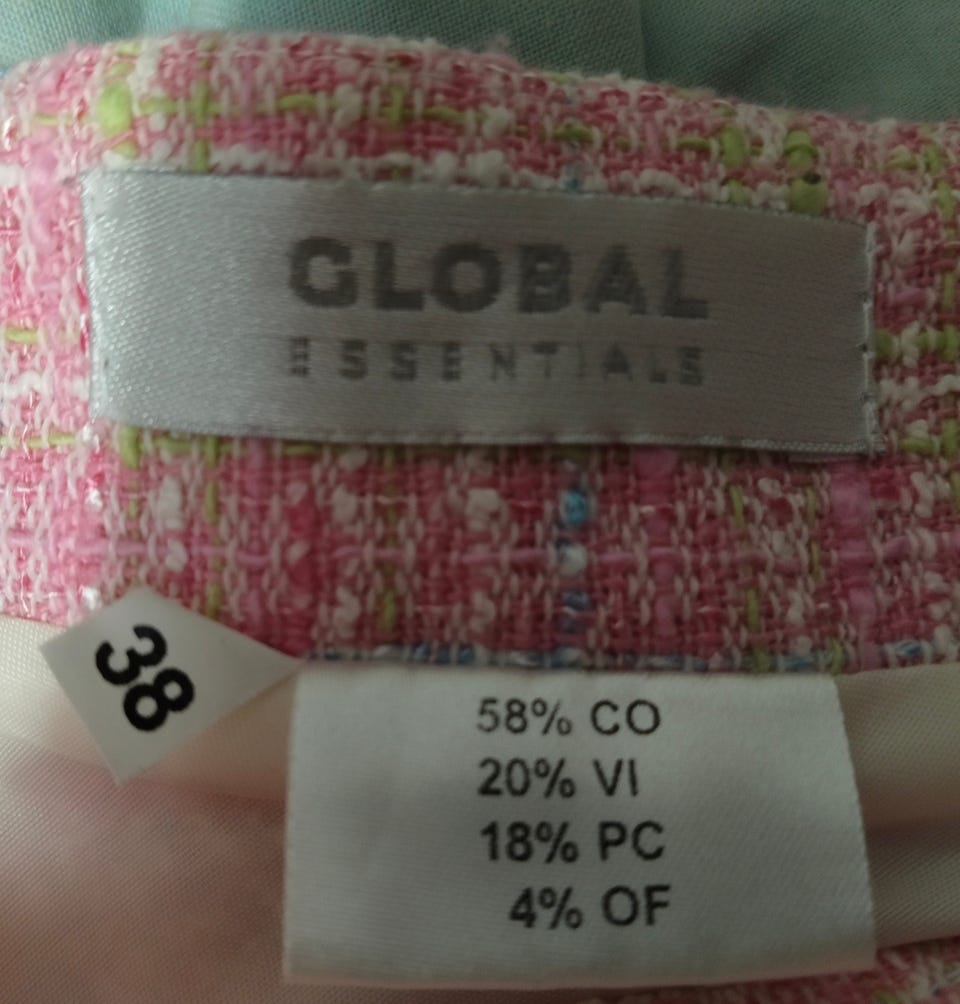 GLOBAL
ESSENTIALS
38
58% CO
20% VI
18% PC
4% OF